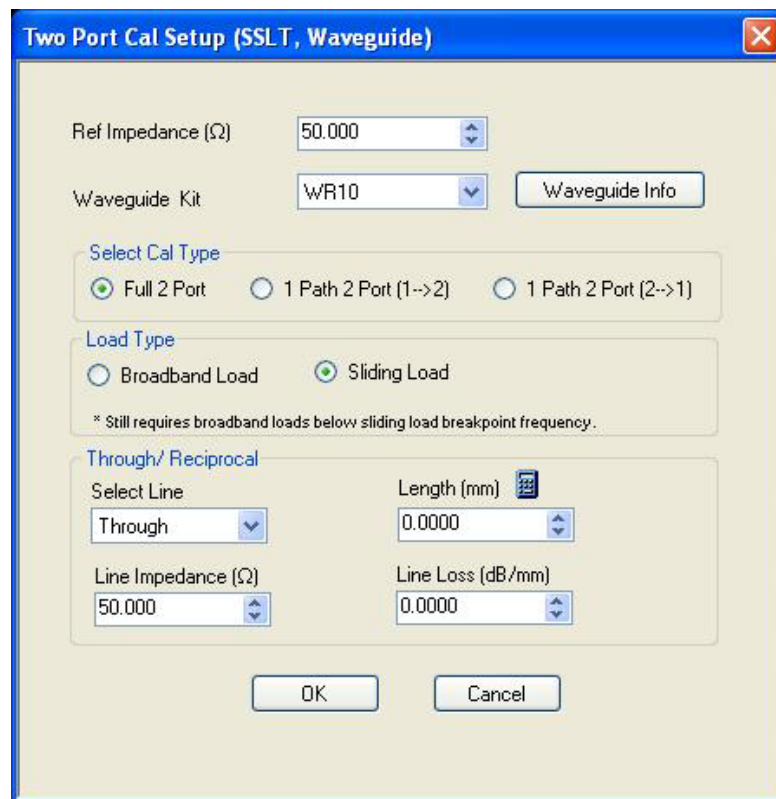 Two Port Cal Setup (SSLT, Waveguide)
Ref Impedance (Ω)
50.000
Waveguide Kit
WR10
Waveguide Info
Select Cal Type
Full 2 Port
1 Path 2 Port (1-->2)
1 Path 2 Port (2-->1)
Load Type
Broadband Load
Sliding Load
* Still requires broadband loads below sliding load breakpoint frequency.
Through/ Reciprocal
Select Line
Length (mm)
Through
0.0000
Line Impedance (Ω)
Line Loss (dB/mm)
50.000
0.0000
OK
Cancel